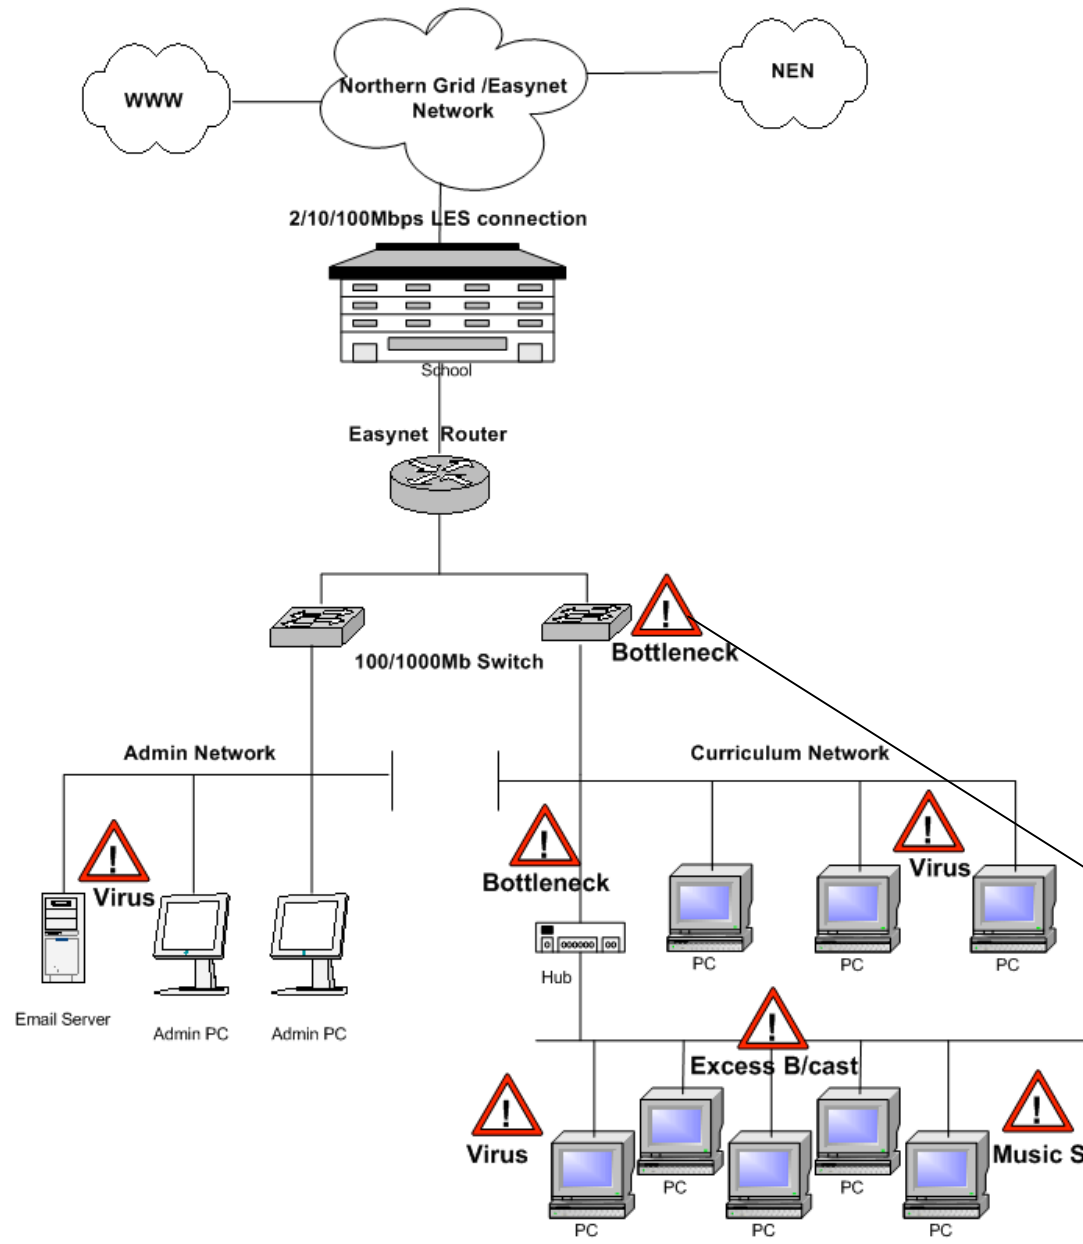 WWW
Northern Grid /Easynet
Network
NEN
2/10/100Mbps LES connection
School
Easynet Router
Bottleneck
100/1000Mb Switch
Admin Network
Curriculum Network
Virus
Bottleneck
Virus
Email Server
Admin PC
Admin PC
Hub
PC
PC
PC
Excess B/cast
Virus
Music S
PC
PC
PC
PC
PC